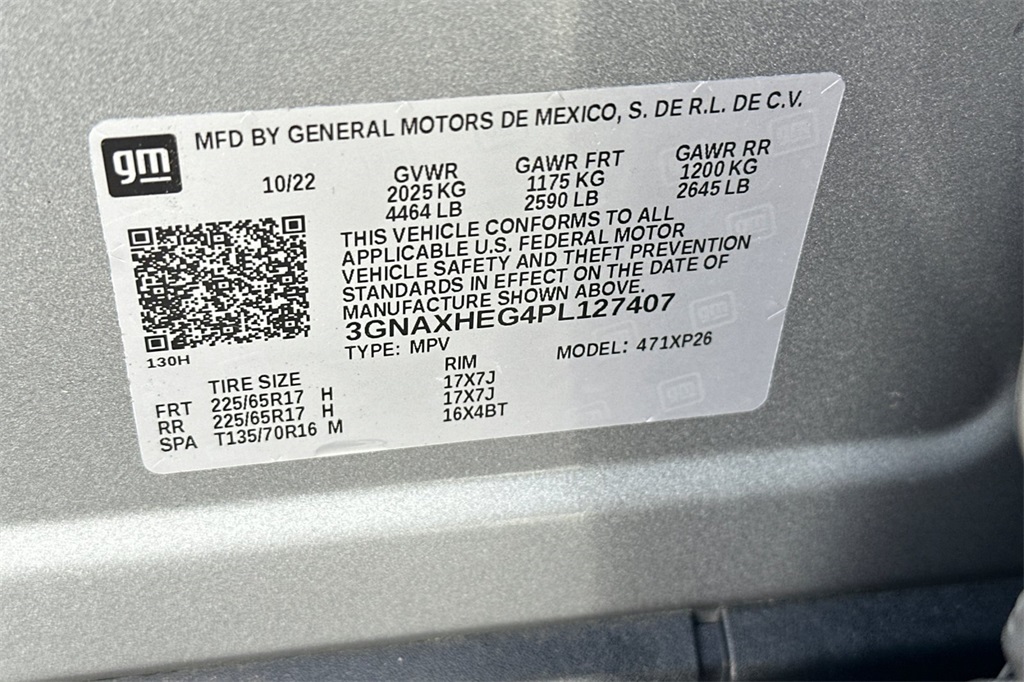 gm
MFD BY GENERAL MOTORS DE MEXICO, S. DE R.L. DE C.V.
10/22
GVWR
2025 KG
4464 LB
GAWR FRT
1175 KG
2590 LB
GAWR RR
1200 KG
2645 LB
THIS VEHICLE CONFORMS TO ALL
APPLICABLE U.S. FEDERAL MOTOR
VEHICLE SAFETY AND THEFT PREVENTION
STANDARDS IN EFFECT ON THE DATE OF
MANUFACTURE SHOWN ABOVE.
3GNAXHEG4PL127407
TYPE: MPV MODEL: 471XP26
130H
TIRE SIZE RIM
FRT 225/65R17 H 17X7J
RR 225/65R17 H 17X7J
SPA T135/70R16 M 16X4BT